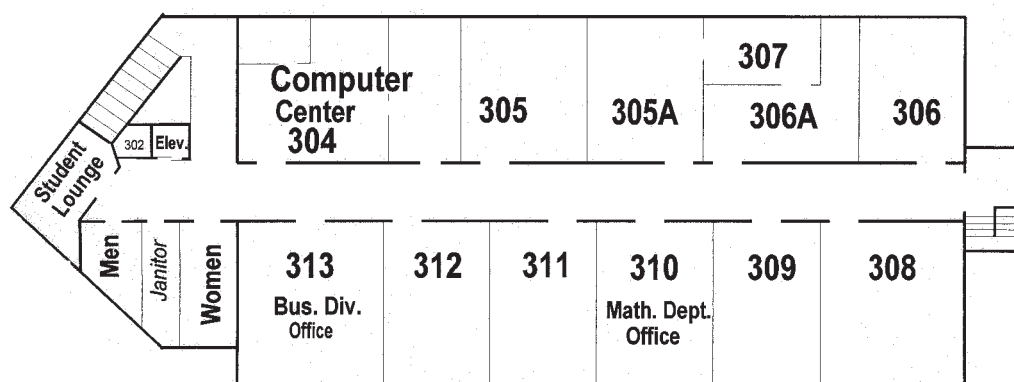 307
Computer
Center
304
305
305A
306A
306
302
Elev.
Student
Lounge
Men
Janitor
Women
313
Bus. Div.
Office
312
311
310
Math. Dept.
Office
309
308